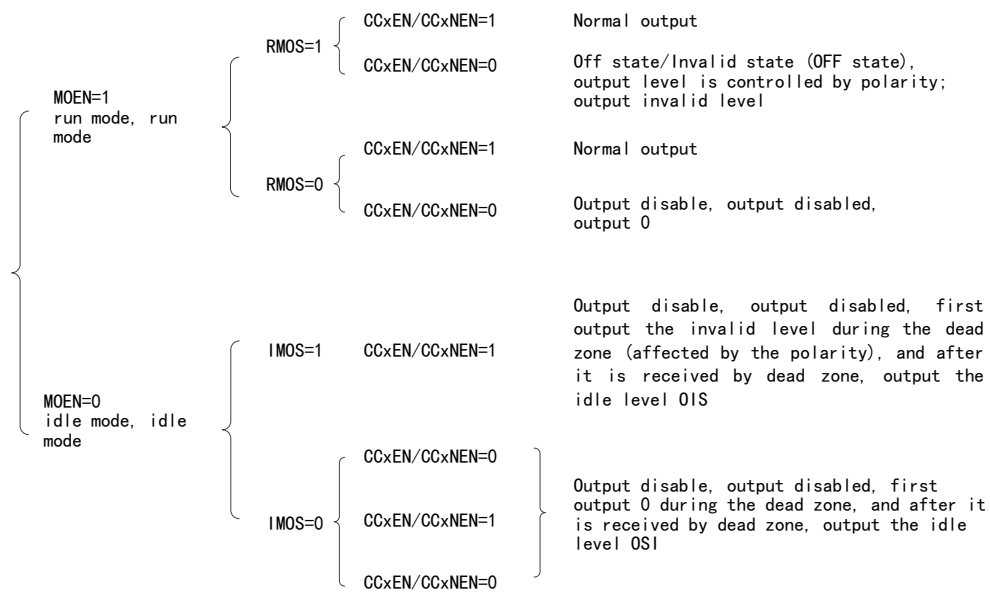 CCxEN/CCxNEN=1 Normal output
RMOS=1
CCxEN/CCxNEN=0 Off state/Invalid state (OFF state),
output level is controlled by polarity;
output invalid level
MOEN=1
run mode, run
mode
CCxEN/CCxNEN=1 Normal output
RMOS=0
CCxEN/CCxNEN=0 Output disable, output disabled,
output 0
Output disable, output disabled, first
output the invalid level during the dead
IMOS=1 CCxEN/CCxNEN=1 zone (affected by the polarity), and after
it is received by dead zone, output the
idle level OIS
MOEN=0
idle mode, idle
mode
CCxEN/CCxNEN=0
Output disable, output disabled, first
output 0 during the dead zone, and after it
IMOS=0 CCxEN/CCxNEN=1 is received by dead zone, output the idle
level OSI
CCxEN/CCxNEN=0